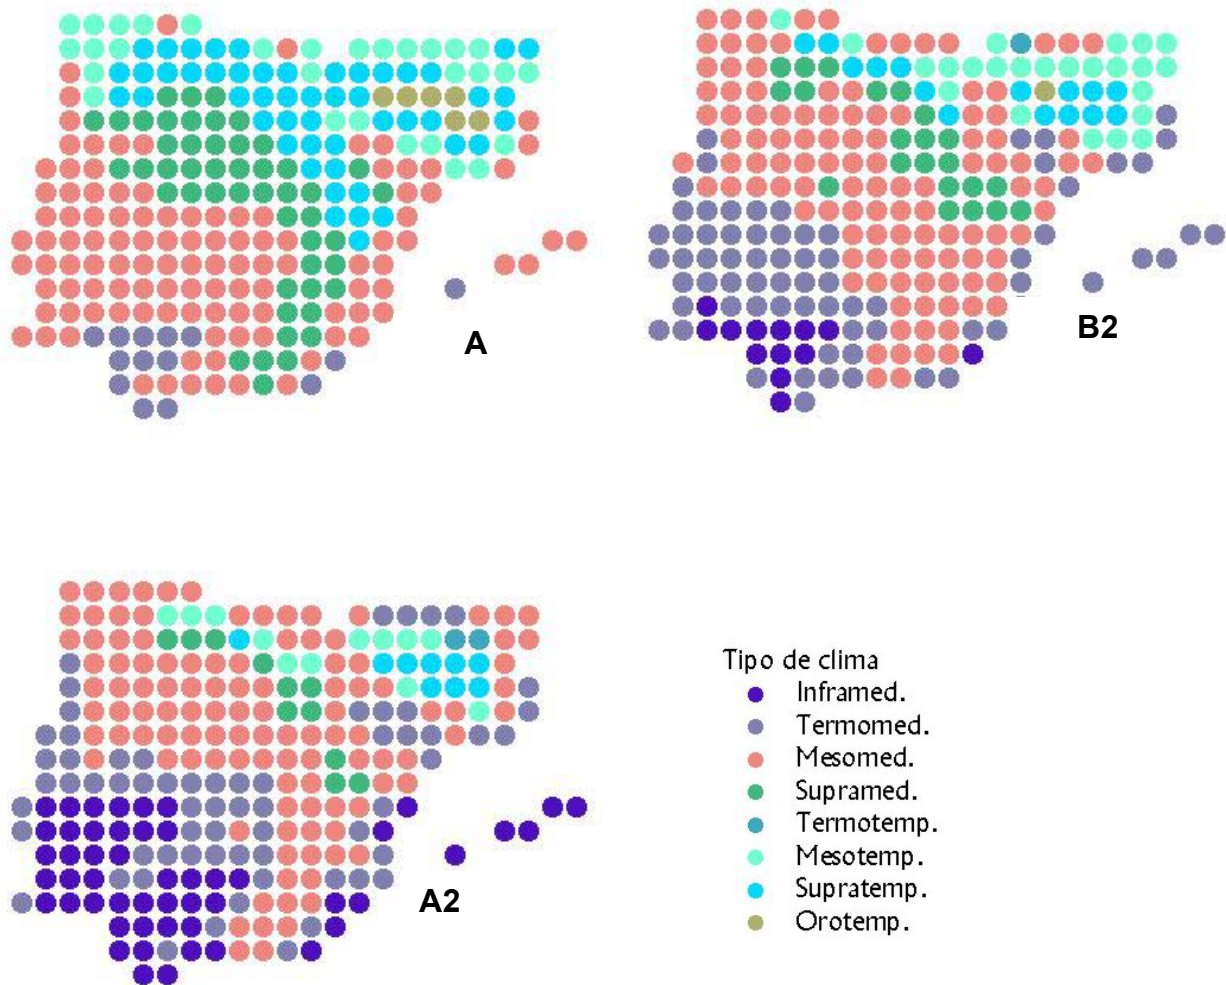 A
B2
A2
Tipo de clima
Inframed.
Termomed.
Mesomed.
Supramed.
Termotemp.
Mesotemp.
Supratemp.
Orotemp.